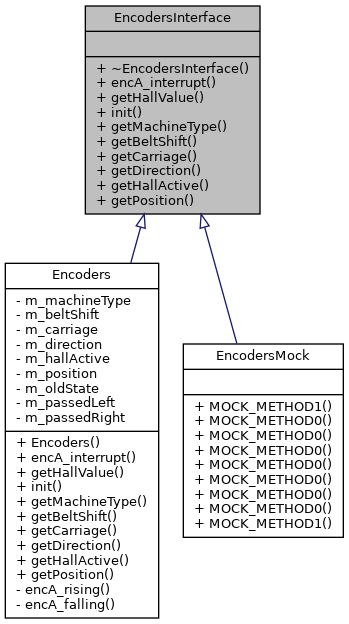 EncodersInterface
+ ~EncodersInterface()
+ encA_interrupt()
+ getHallValue()
+ init()
+ getMachineType()
+ getBeltShift()
+ getCarriage()
+ getDirection()
+ getHallActive()
+ getPosition()
Encoders
- m_machineType
- m_beltShift
- m_carriage
- m_direction
- m_hallActive
- m_position
- m_oldState
- m_passedLeft
- m_passedRight
+ Encoders()
+ encA_interrupt()
+ getHallValue()
+ init()
+ getMachineType()
+ getBeltShift()
+ getCarriage()
+ getDirection()
+ getHallActive()
+ getPosition()
- encA_rising()
- encA_falling()
EncodersMock
+ MOCK_METHOD1()
+ MOCK_METHOD0()
+ MOCK_METHOD0()
+ MOCK_METHOD0()
+ MOCK_METHOD0()
+ MOCK_METHOD0()
+ MOCK_METHOD0()
+ MOCK_METHOD0()
+ MOCK_METHOD1()